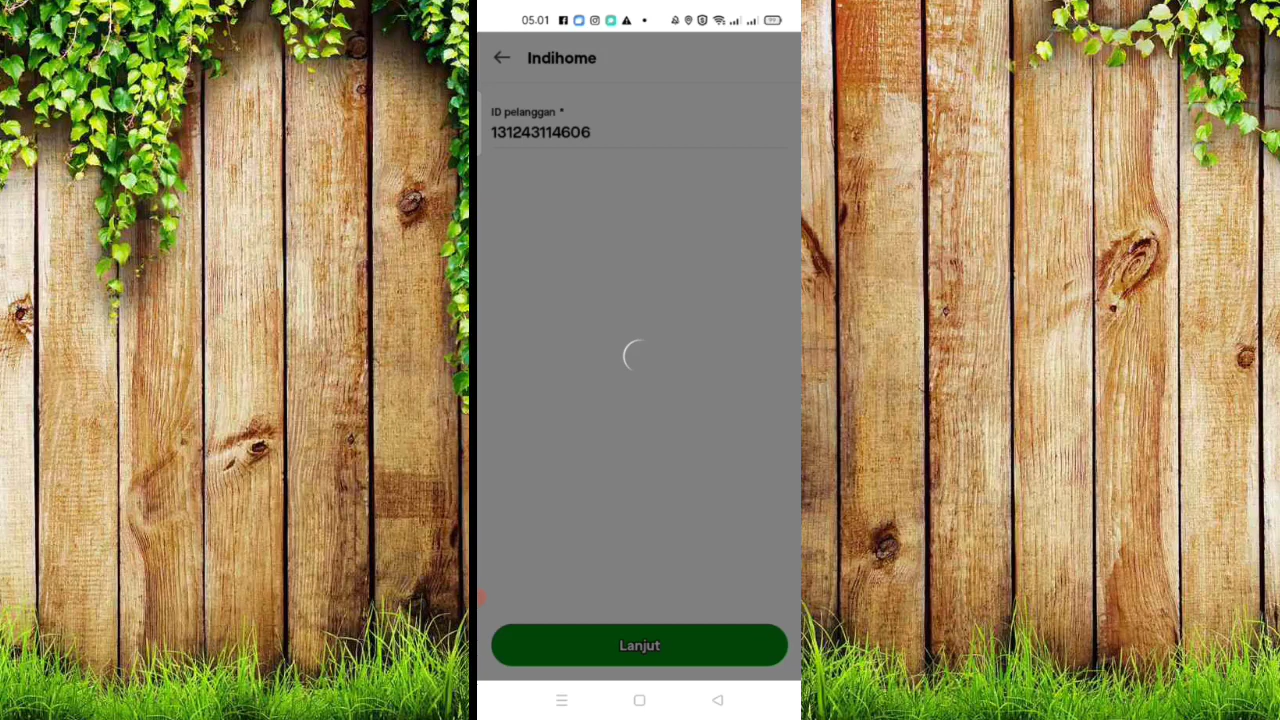 05.01
Indihome
ID pelanggan *
131243114606
Lanjut